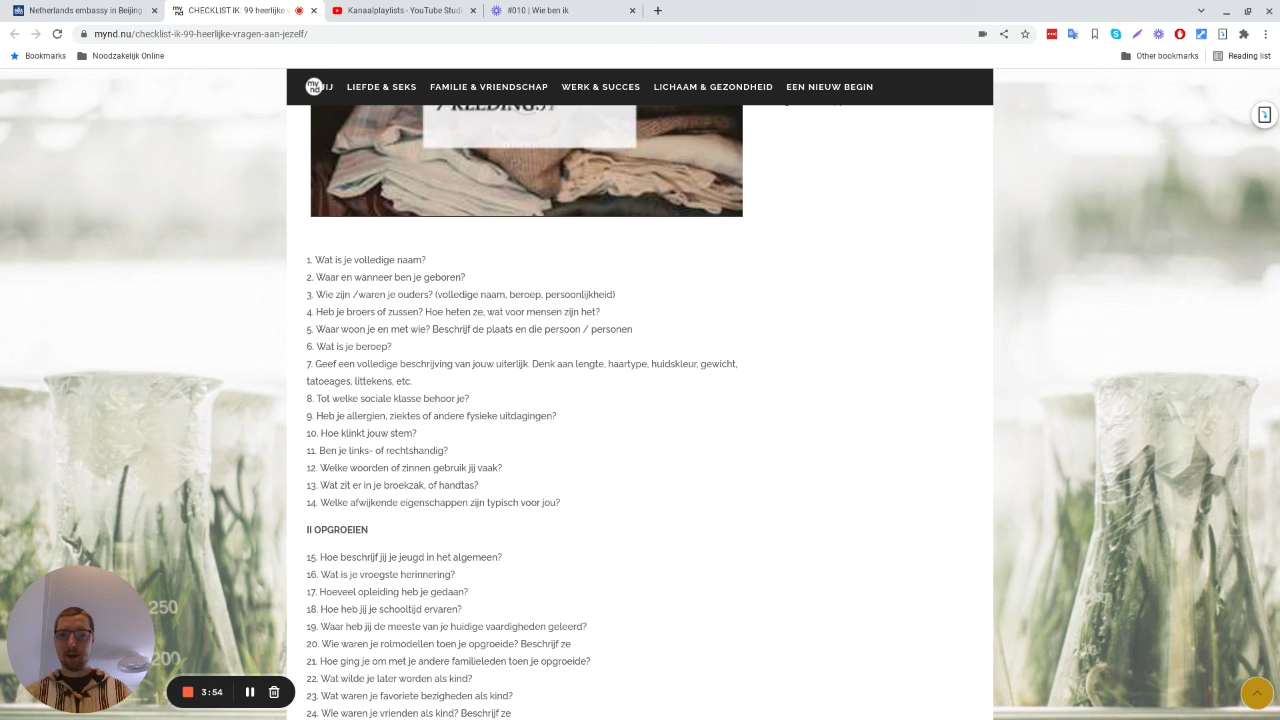 Netherlands embassy in Beijing
CHECKLIST IK: 99 heerlijke
Kanaalplaylists - YouTube Studi
#010 | Wie ben ik
mynd.nu/checklist-ik-99-heerlijke-vragen-aan-jezelf/
Bookmarks
Noodzakelijk Online
Other bookmarks
Reading list
my
nd
JIJ LIEFDE & SEKS FAMILIE & VRIENDSCHAP WERK & SUCCES LICHAAM & GEZONDHEID EEN NIEUW BEGIN
1. Wat is je volledige naam?
2. Waar en wanneer ben je geboren?
3. Wie zijn /waren je ouders? (volledige naam, beroep, persoonlijkheid)
4. Heb je broers of zussen? Hoe heten ze, wat voor mensen zijn het?
5. Waar woon je en met wie? Beschrijf de plaats en die persoon / personen
6. Wat is je beroep?
7. Geef een volledige beschrijving van jouw uiterlijk. Denk aan lengte, haartype, huidskleur, gewicht,
tatoeages, littekens, etc.
8. Tot welke sociale klasse behoor je?
9. Heb je allergien, ziektes of andere fysieke uitdagingen?
10. Hoe klinkt jouw stem?
11. Ben je links- of rechtshandig?
12. Welke woorden of zinnen gebruik jij vaak?
13. Wat zit er in je broekzak, of handtas?
14. Welke afwijkende eigenschappen zijn typisch voor jou?
II OPGROEIEN
15. Hoe beschrijf jij je jeugd in het algemeen?
16. Wat is je vroegste herinnering?
17. Hoeveel opleiding heb je gedaan?
18. Hoe heb jij je schooltijd ervaren?
19. Waar heb jij de meeste van je huidige vaardigheden geleerd?
20. Wie waren je rolmodellen toen je opgroeide? Beschrijf ze
21. Hoe ging je om met je andere familieleden toen je opgroeide?
22. Wat wilde je later worden als kind?
23. Wat waren je favoriete bezigheden als kind?
24. Wie waren je vrienden als kind? Beschrijf ze
250
200
3:54